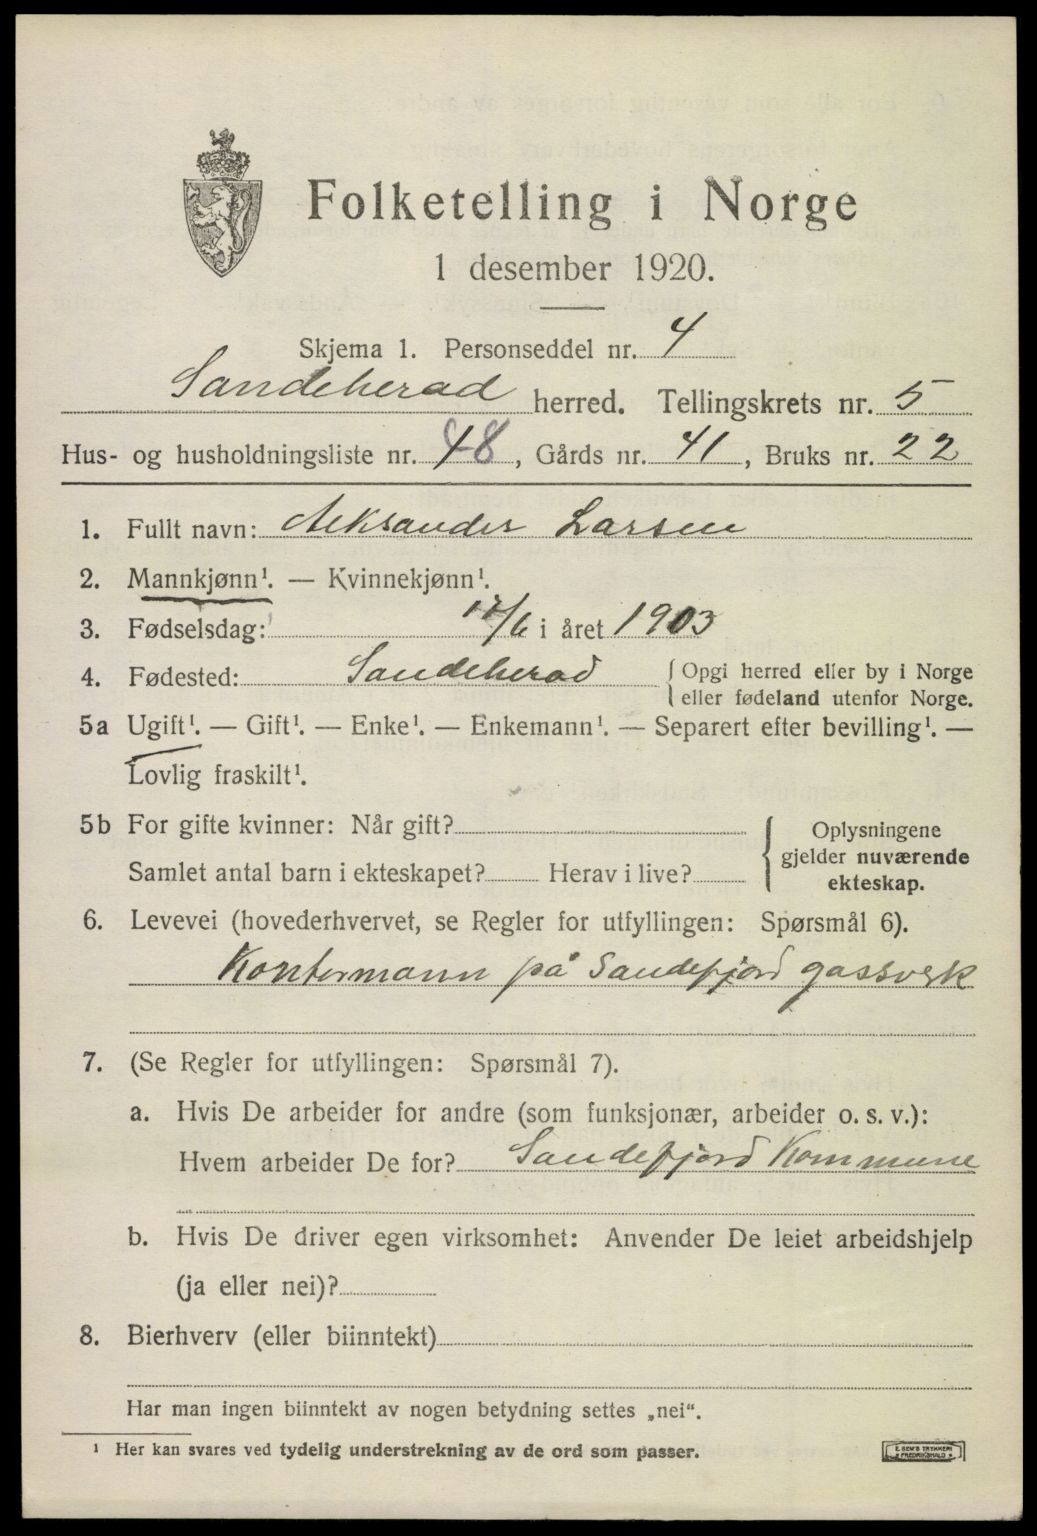 Folketelling i Norge
1 desember 1920.
Skjema 1. Personseddel nr. 4
Sandeherad herred. Tellingskrets nr. 5
Hus- og husholdningsliste nr. 48, Gårds nr. 41, Bruks nr. 22
1. Fullt navn: Aleksander Larsen
2. Mannkjønn¹. — Kvinnekjønn¹.
3. Fødselsdag: 17/6 i året 1903
4. Fødested: Sandeherad { Opgi herred eller by i Norge
eller fødeland utenfor Norge.
5a Ugift¹. — Gift¹. — Enke¹. — Enkemann¹. — Separert efter bevilling¹. —
Lovlig fraskilt¹.
5b For gifte kvinner: Når gift?
Samlet antal barn i ekteskapet? Herav i live?
{ Oplysningene
gjelder nuværende
ekteskap.
6. Levevei (hovederhvervet, se Regler for utfyllingen: Spørsmål 6).
Kontormann på Sandefjord gassverk
7. (Se Regler for utfyllingen: Spørsmål 7).
a. Hvis De arbeider for andre (som funksjonær, arbeider o. s. v.):
Hvem arbeider De for? Sandefjord Kommune
b. Hvis De driver egen virksomhet: Anvender De leiet arbeidshjelp
(ja eller nei)?
8. Bierhverv (eller biinntekt)
Har man ingen biinntekt av nogen betydning settes „nei“.
¹ Her kan svares ved tydelig understrekning av de ord som passer.
E. SEM'S TRYKKERI
FREDRIKSHALD